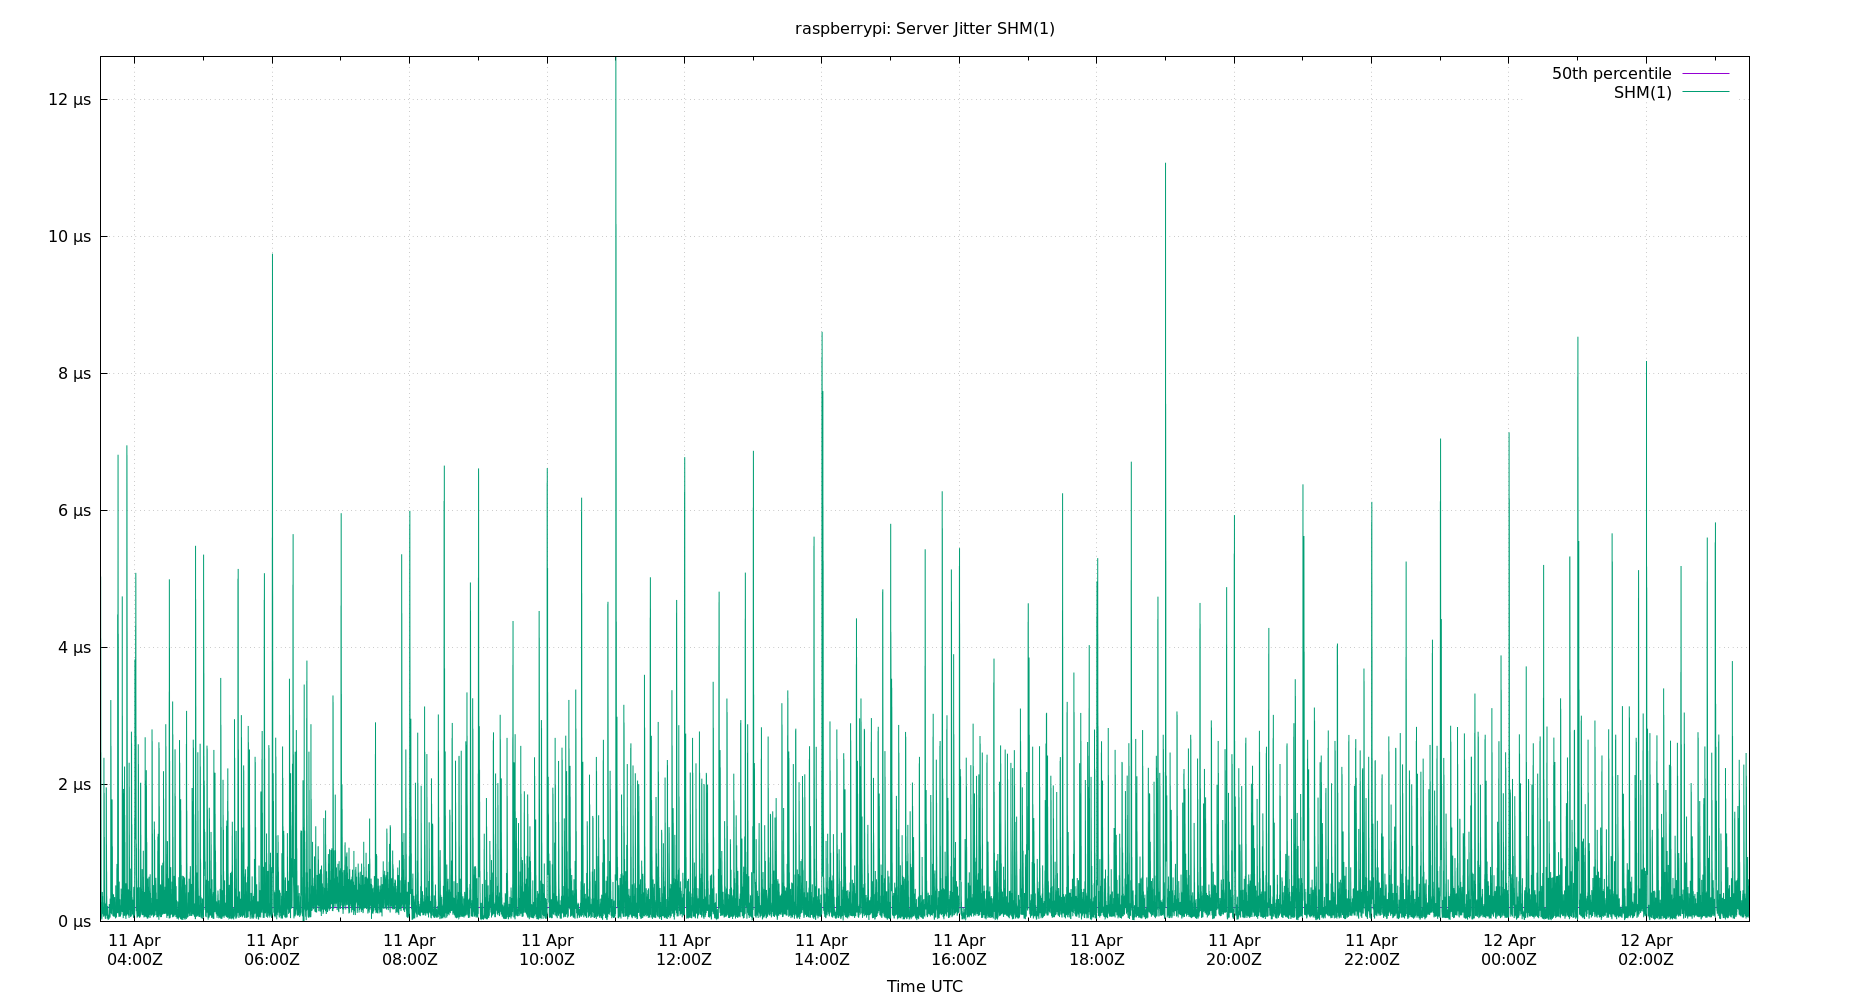 raspberrypi: Server Jitter SHM(1)
50th percentile
SHM(1)
12 µs
10 µs
8 µs
6 µs
4 µs
2 µs
0 µs
11 Apr 11 Apr 11 Apr 11 Apr 11 Apr 11 Apr 11 Apr 11 Apr 11 Apr 11 Apr 12 Apr 12 Apr
04:00Z 06:00Z 08:00Z 10:00Z 12:00Z 14:00Z 16:00Z 18:00Z 20:00Z 22:00Z 00:00Z 02:00Z
Time UTC